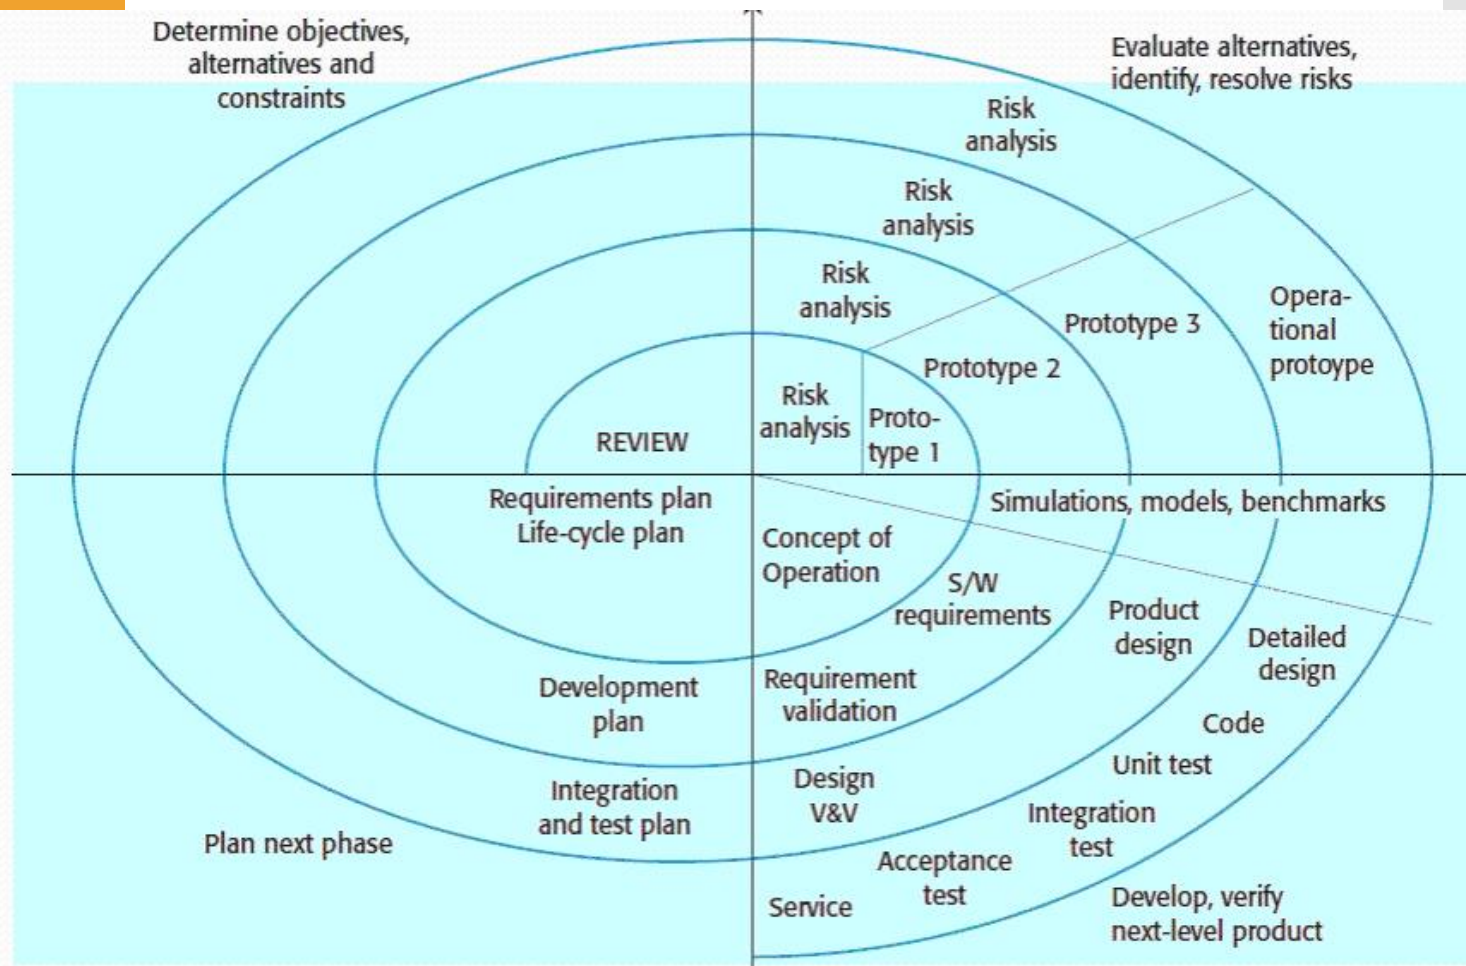 Determine objectives,
alternatives and
constraints
Evaluate alternatives,
identify, resolve risks
Risk
analysis
Risk
analysis
Risk
analysis
Risk
analysis
Proto-
type 1
Prototype 2
Prototype 3
Opera-
tional
protoype
REVIEW
Requirements plan
Life-cycle plan
Simulations, models, benchmarks
Concept of
Operation
S/W
requirements
Product
design
Detailed
design
Development
plan
Requirement
validation
Code
Unit test
Integration
and test plan
Design
V&V
Integration
test
Plan next phase
Acceptance
test
Service
Develop, verify
next-level product